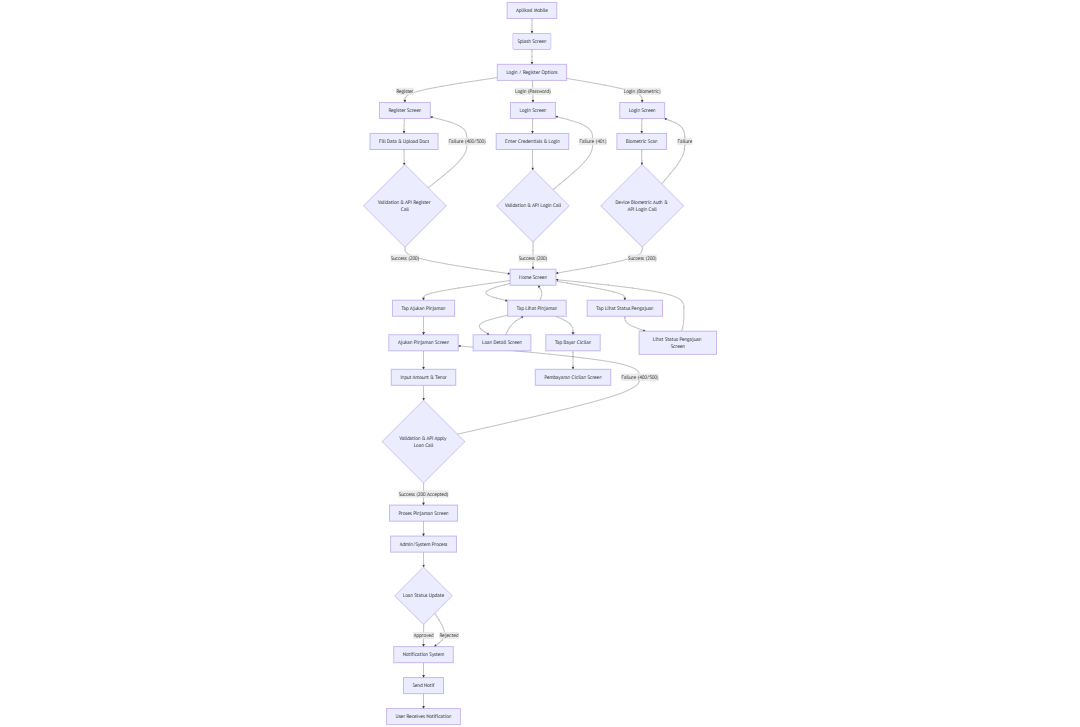 Aplikasi Mobile
Splash Screen
Login / Register Options
Register
Login (Password)
Login (Biometric)
Register Screen
Login Screen
Login Screen
Fill Data & Upload Docs
Failure (400/500)
Enter Credentials & Login
Failure (401)
Biometric Scan
Failure
Validation & API Register
Call
Validation & API Login Call
Device Biometric Auth &
API Login Call
Success (200)
Success (200)
Success (200)
Home Screen
Tap Ajukan Pinjaman
Tap Lihat Pinjaman
Tap Lihat Status Pengajuan
Ajukan Pinjaman Screen
Loan Detail Screen
Tap Bayar Cicilan
Lihat Status Pengajuan
Screen
Input Amount & Tenor
Pembayaran Cicilan Screen
Failure (400/500)
Validation & API Apply
Loan Call
Success (200 Accepted)
Proses Pinjaman Screen
Admin/System Process
Loan Status Update
Approved
Rejected
Notification System
Send Notif
User Receives Notification